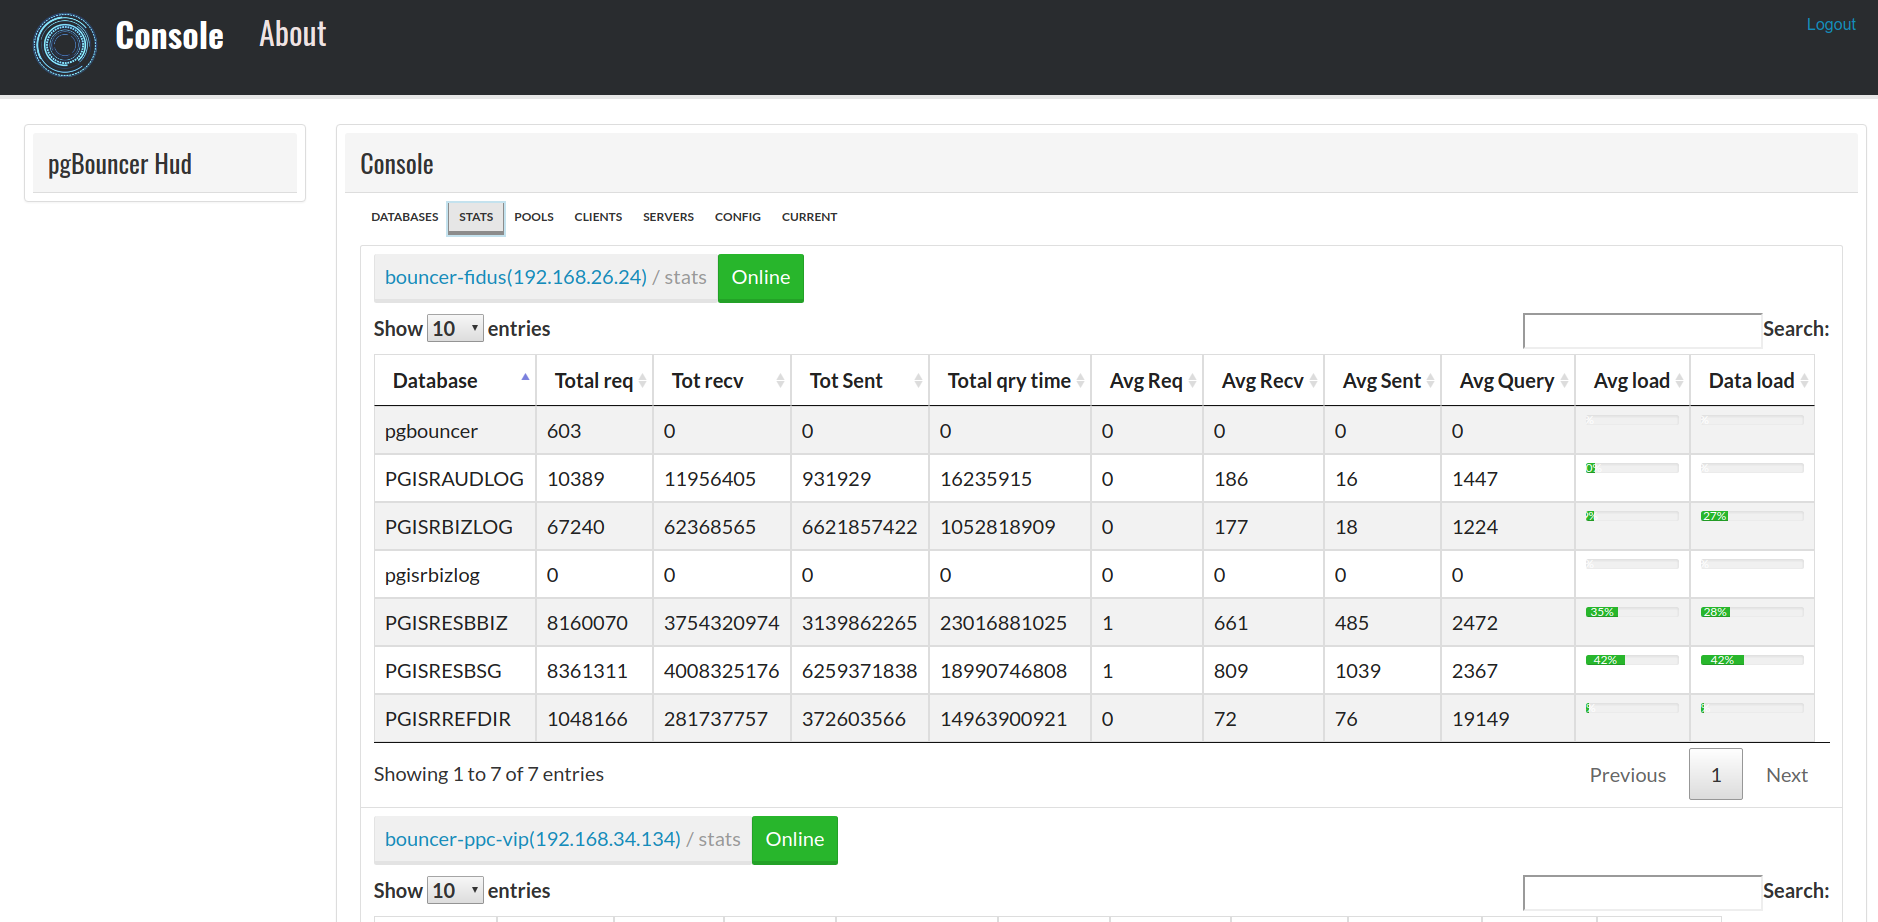 Console About Logout
pgBouncer Hud
Console
DATABASES STATS POOLS CLIENTS SERVERS CONFIG CURRENT
bouncer-fidus(192.168.26.24) / stats Online
Show 10 entries Search:
Database Total req Tot recv Tot Sent Total qry time Avg Req Avg Recv Avg Sent Avg Query Avg load Data load
pgbouncer 603 0 0 0 0 0 0 0
PGISRAUDLOG 10389 11956405 931929 16235915 0 186 16 1447
PGISRBIZLOG 67240 62368565 6621857422 1052818909 0 177 18 1224 27%
pgisrbizlog 0 0 0 0 0 0 0 0
PGISRESBBIZ 8160070 3754320974 3139862265 23016881025 1 661 485 2472 35% 28%
PGISRESBSG 8361311 4008325176 6259371838 18990746808 1 809 1039 2367 42% 42%
PGISRREFDIR 1048166 281737757 372603566 14963900921 0 72 76 19149
Showing 1 to 7 of 7 entries Previous 1 Next
bouncer-ppc-vip(192.168.34.134) / stats Online
Show 10 entries Search: